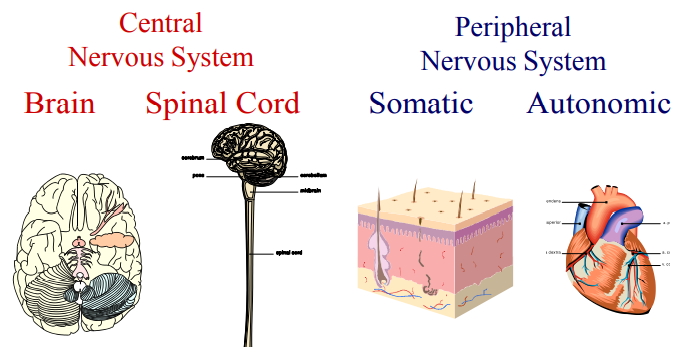 Central
Nervous System
Peripheral
Nervous System
Brain
Spinal Cord
Somatic
Autonomic
cerebrum
pons
cerebellum
midbrain
spinal cord